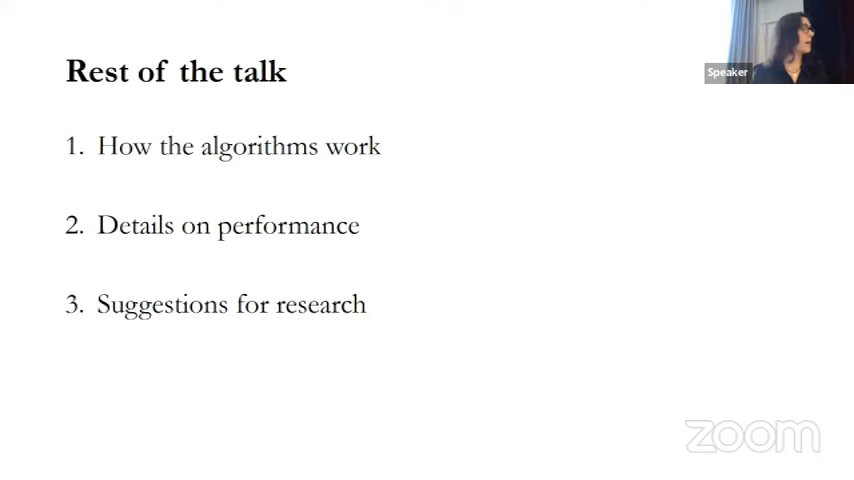 Rest of the talk
Speaker
1. How the algorithms work
2. Details on performance
3. Suggestions for research
zoom